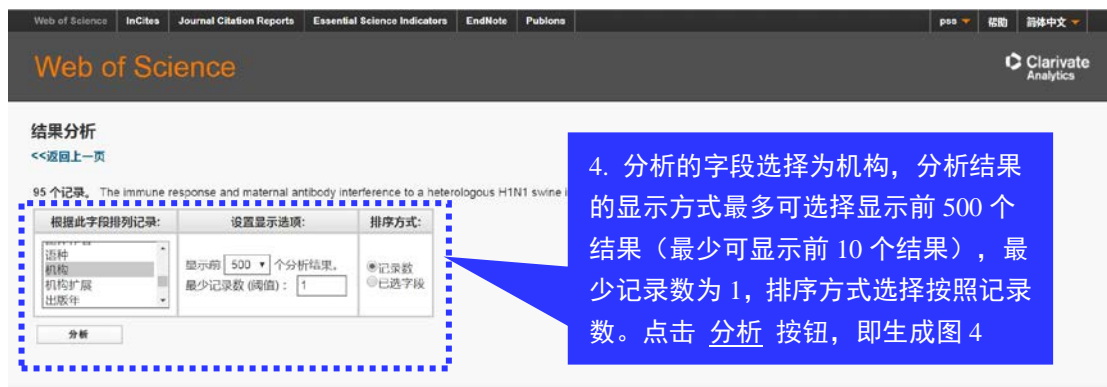 Web of Science InCites Journal Citation Reports Essential Science Indicators EndNote Publons pss 帮助 简体中文
Web of Science
Clarivate
Analytics
结果分析
<<返回上一页
95 个记录。 The immune response and maternal antibody interference to a heterologous H1N1 swine i
根据此字段排列记录: 设置显示选项: 排序方式:
语种
机构
机构扩展
出版年
显示前 500 个分析结果。
最少记录数 (阈值): 1
记录数
已选字段
分析
4. 分析的字段选择为机构，分析结果
的显示方式最多可选择显示前 500 个
结果（最少可显示前 10 个结果），最
少记录数为 1，排序方式选择按照记录
数。点击 分析 按钮，即生成图 4